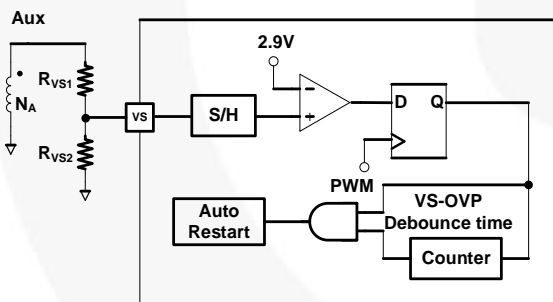 Aux
2.9V
RVS1
NA
VS
S/H
D Q
RVS2
PWM
VS-OVP
Debounce time
Auto
Restart
Counter